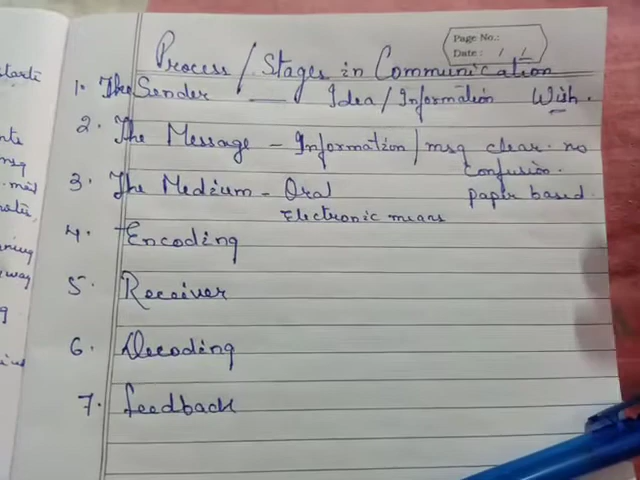 Page No.:
Date: / /
Process/Stages in Communication
1. The Sender — Idea/Information Wish.
2. The Message - Information/msg clear. no
confusion.
3. The Medium - Oral paper based.
Electronic means
4. Encoding
5. Receiver
6. Decoding
7. feedback